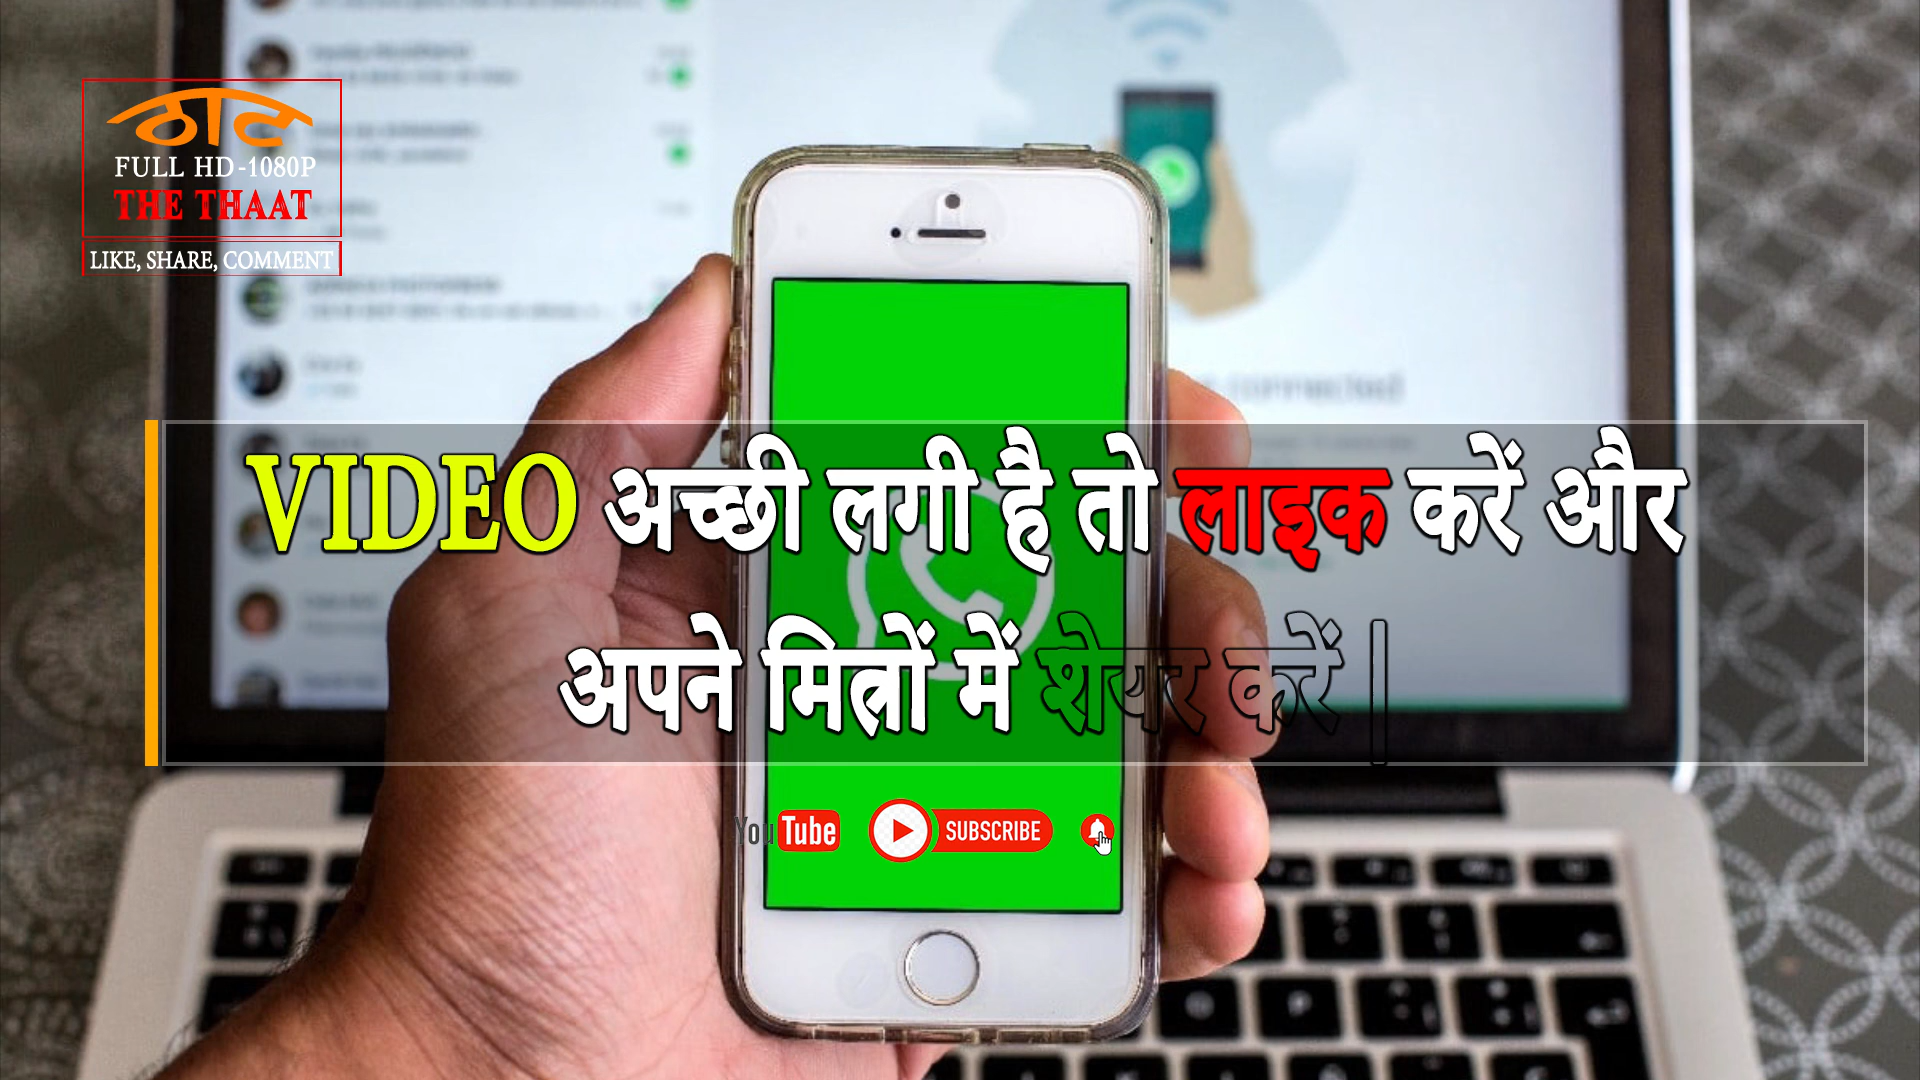 ठाट
FULL HD-1080P
THE THAAT
LIKE, SHARE, COMMENT
VIDEO अच्छी लगी है तो लाइक करें और
अपने मित्रों में शेयर करें |
YouTube SUBSCRIBE